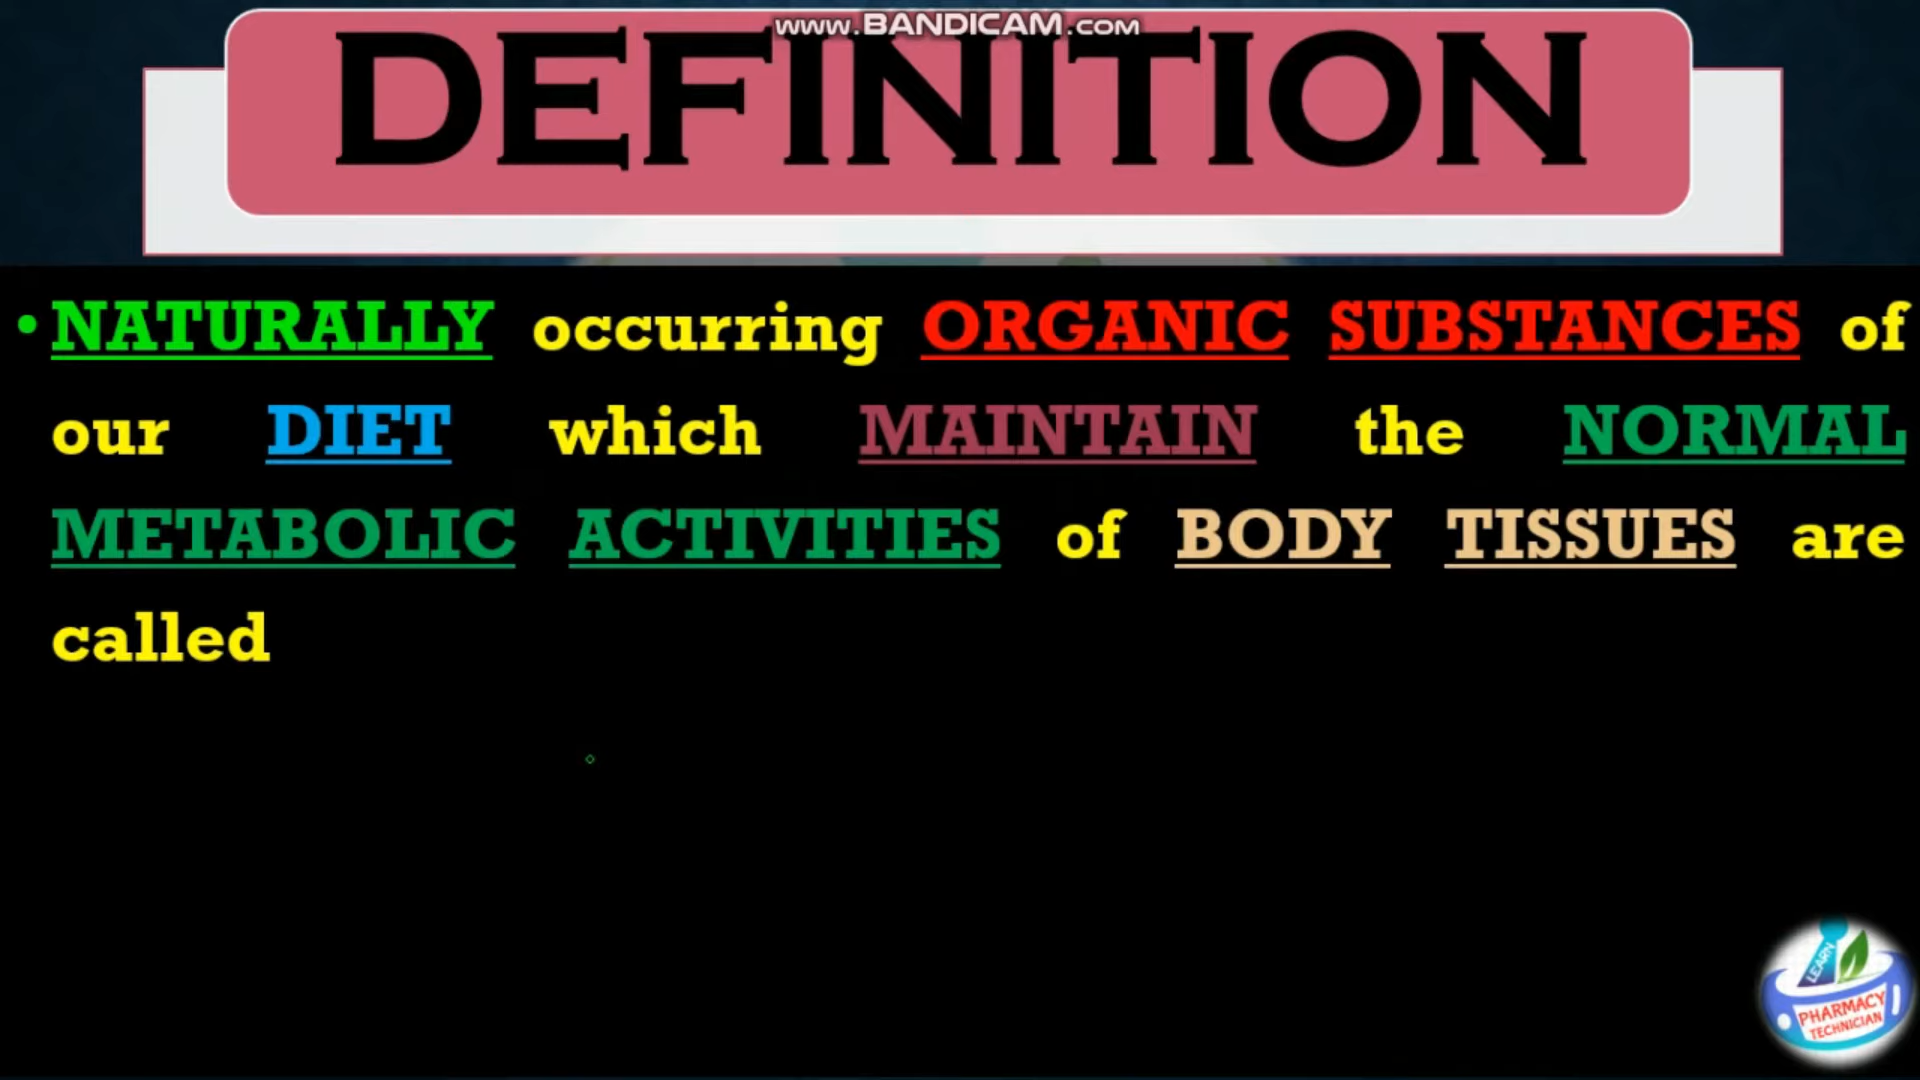 www.BANDICAM.com
DEFINITION
• NATURALLY occurring ORGANIC SUBSTANCES of
our DIET which MAINTAIN the NORMAL
METABOLIC ACTIVITIES of BODY TISSUES are
called
LEARN
PHARMACY
TECHNICIAN